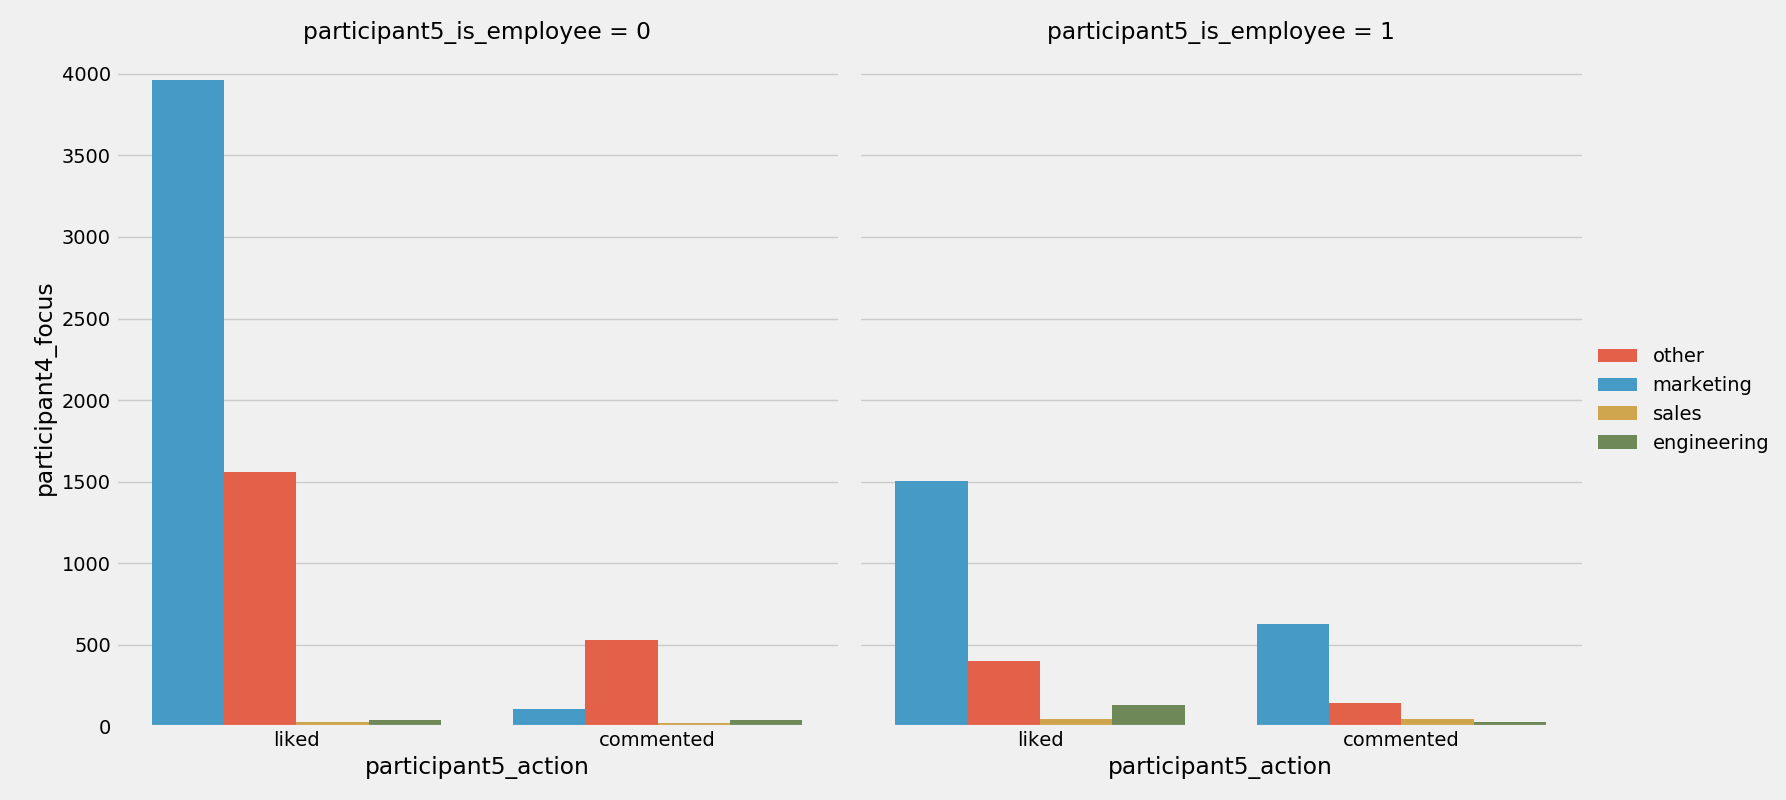 participant5_is_employee = 0
participant5_is_employee = 1
participant4_focus
4000
3500
3000
2500
2000
1500
1000
500
0
liked
commented
liked
commented
participant5_action
participant5_action
other
marketing
sales
engineering